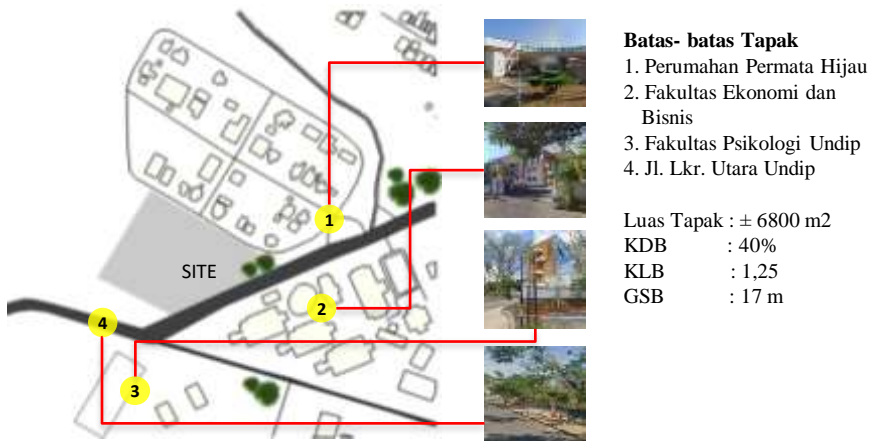 Batas- batas Tapak
1. Perumahan Permata Hijau
2. Fakultas Ekonomi dan
Bisnis
3. Fakultas Psikologi Undip
4. Jl. Lkr. Utara Undip
Luas Tapak : ± 6800 m2
KDB : 40%
KLB : 1,25
GSB : 17 m
SITE
1
2
3
4